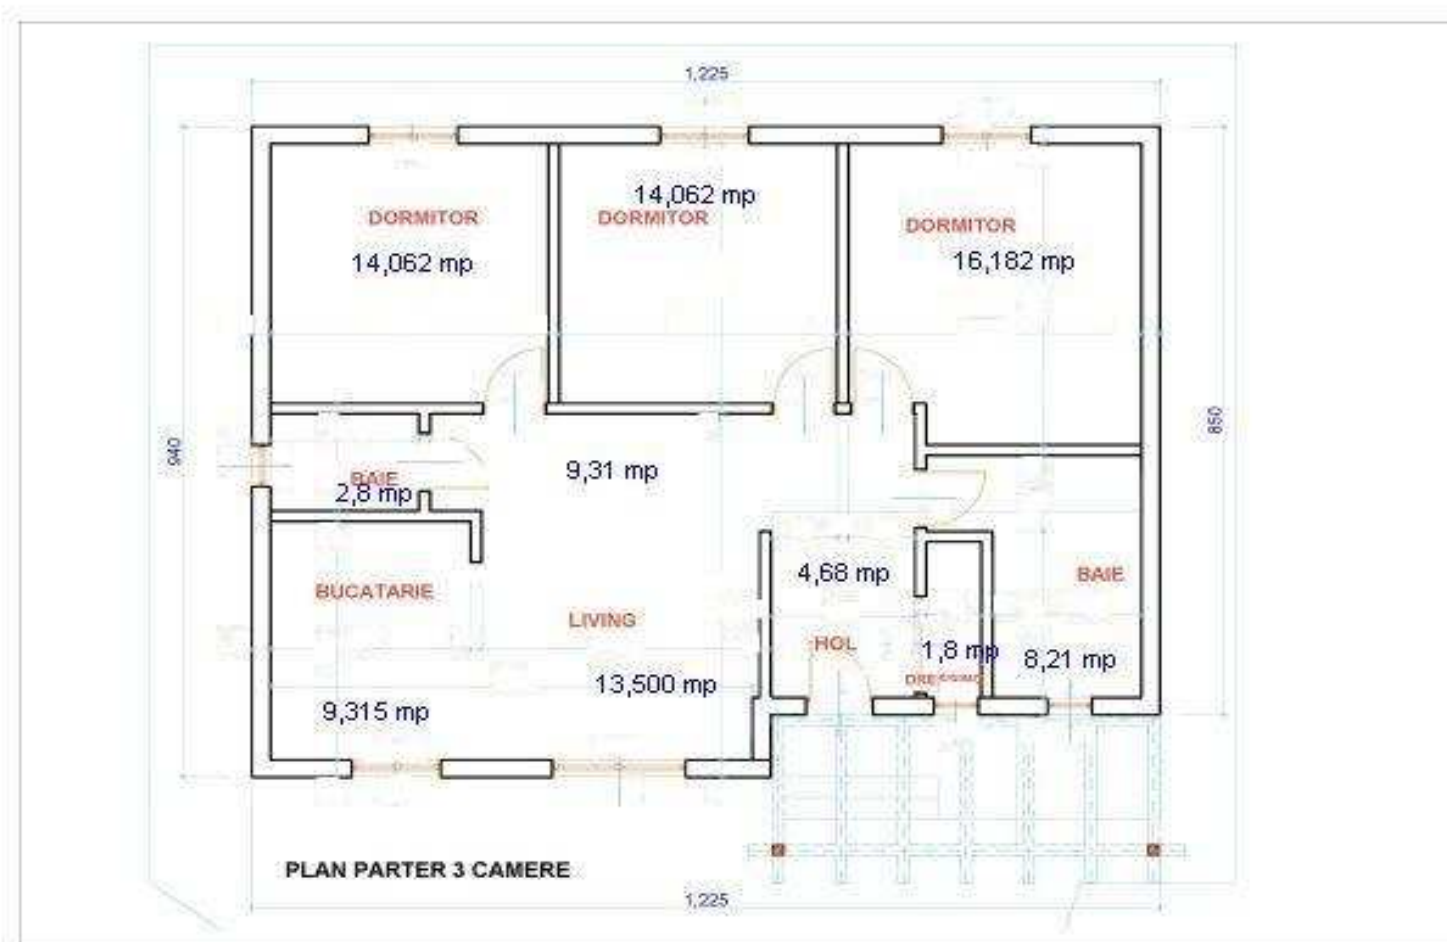 1,225
14,062 mp
DORMITOR
DORMITOR
DORMITOR
14,062 mp
16,182 mp
850
940
9,31 mp
BAIE
2,8 mp
4,68 mp
BAIE
BUCATARIE
LIVING
HOL
1,8 mp
8,21 mp
13,500 mp
9,315 mp
PLAN PARTER 3 CAMERE
1,225